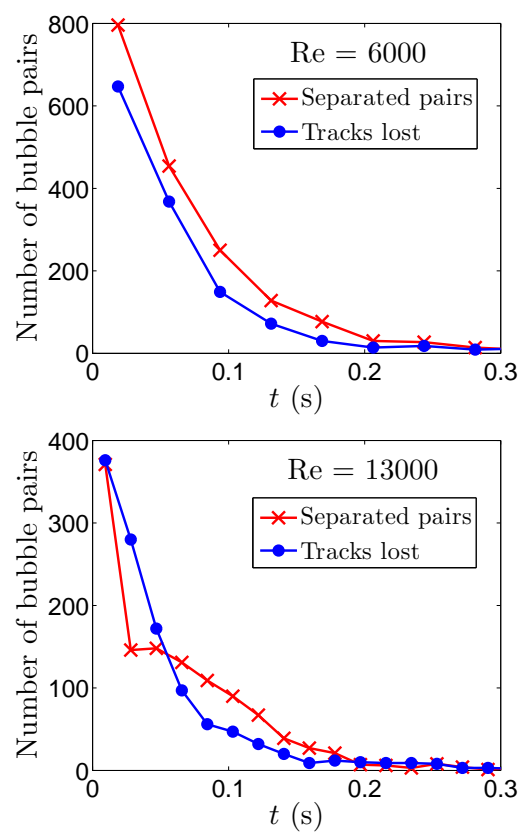 800
600
400
200
0
Number of bubble pairs
Re = 6000
Separated pairs
Tracks lost
0 0.1 0.2 0.3
t (s)
400
300
200
100
0
Number of bubble pairs
Re = 13000
Separated pairs
Tracks lost
0 0.1 0.2 0.3
t (s)